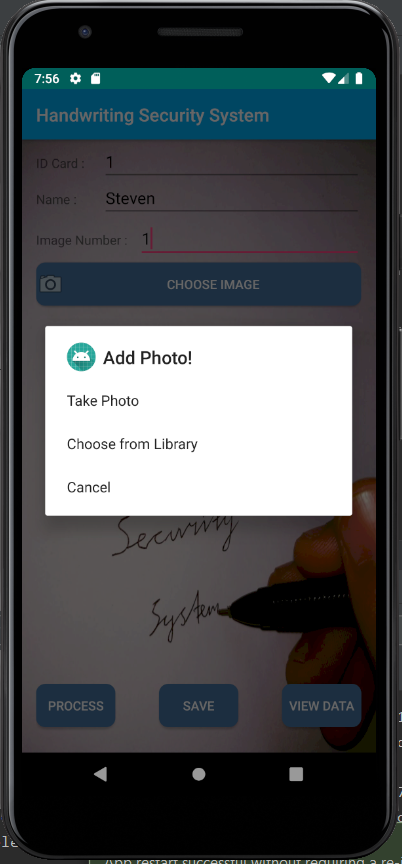 7:56
Handwriting Security System
ID Card : 1
Name : Steven
Image Number : 1
CHOOSE IMAGE
Add Photo!
Take Photo
Choose from Library
Cancel
Security
System
PROCESS SAVE VIEW DATA
App restart successful without requiring a re-